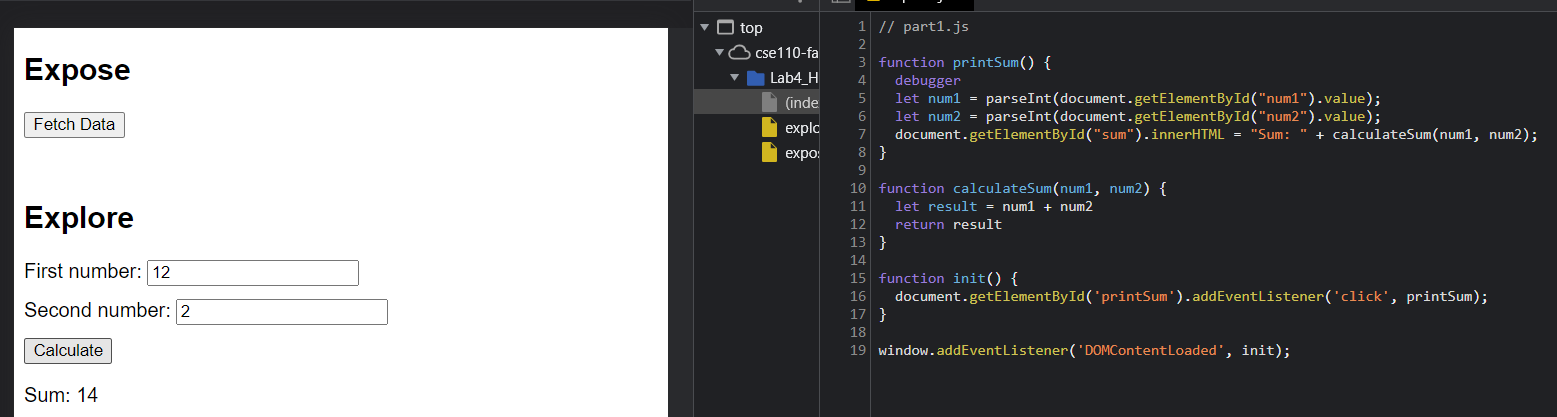 Expose
Fetch Data
Explore
First number: 12
Second number: 2
Calculate
Sum: 14
top
cse110-fa
Lab4_H
(inde
explo
expos
1 // part1.js
2
3 function printSum() {
4   debugger
5   let num1 = parseInt(document.getElementById("num1").value);
6   let num2 = parseInt(document.getElementById("num2").value);
7   document.getElementById("sum").innerHTML = "Sum: " + calculateSum(num1, num2);
8 }
9
10 function calculateSum(num1, num2) {
11   let result = num1 + num2
12   return result
13 }
14
15 function init() {
16   document.getElementById('printSum').addEventListener('click', printSum);
17 }
18
19 window.addEventListener('DOMContentLoaded', init);